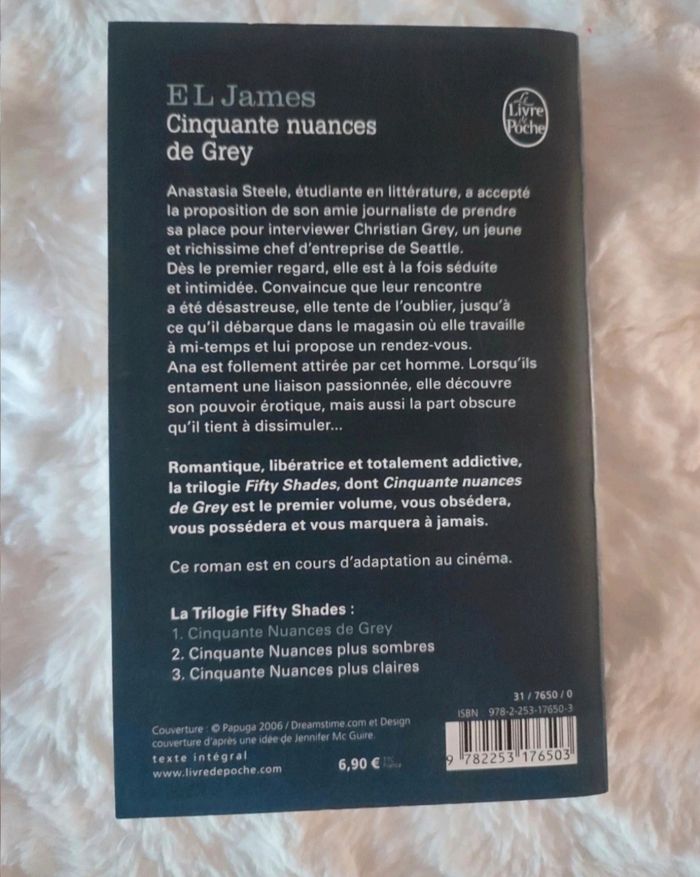 E L James
Cinquante nuances
de Grey
Le
Livre
de
Poche
Anastasia Steele, étudiante en littérature, a accepté
la proposition de son amie journaliste de prendre
sa place pour interviewer Christian Grey, un jeune
et richissime chef d'entreprise de Seattle.
Dès le premier regard, elle est à la fois séduite
et intimidée. Convaincue que leur rencontre
a été désastreuse, elle tente de l'oublier, jusqu'à
ce qu'il débarque dans le magasin où elle travaille
à mi-temps et lui propose un rendez-vous.
Ana est follement attirée par cet homme. Lorsqu'ils
entament une liaison passionnée, elle découvre
son pouvoir érotique, mais aussi la part obscure
qu'il tient à dissimuler...
Romantique, libératrice et totalement addictive,
la trilogie Fifty Shades, dont Cinquante nuances
de Grey est le premier volume, vous obsédera,
vous possédera et vous marquera à jamais.
Ce roman est en cours d'adaptation au cinéma.
La Trilogie Fifty Shades :
1. Cinquante Nuances de Grey
2. Cinquante Nuances plus sombres
3. Cinquante Nuances plus claires
31 / 7650 / 0
ISBN 978-2-253-17650-3
Couverture : © Papuga 2006 / Dreamstime.com et Design
couverture d'après une idée de Jennifer Mc Guire.
texte intégral
www.livredepoche.com
6,90 €
France
9 782253 176503